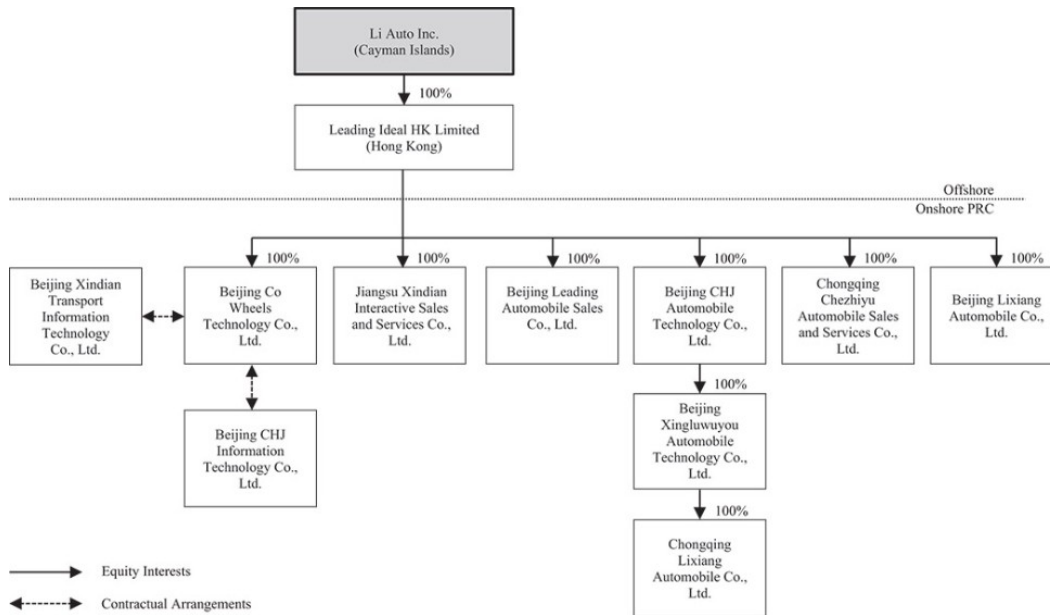 Li Auto Inc.
(Cayman Islands)
100%
Leading Ideal HK Limited
(Hong Kong)
Offshore
Onshore PRC
100%
100%
100%
100%
100%
100%
Beijing Xindian
Transport
Information
Technology
Co., Ltd.
Beijing Co
Wheels
Technology Co.,
Ltd.
Jiangsu Xindian
Interactive Sales
and Services Co.,
Ltd.
Beijing Leading
Automobile Sales
Co., Ltd.
Beijing CHJ
Automobile
Technology Co.,
Ltd.
Chongqing
Chezhiyu
Automobile Sales
and Services Co.,
Ltd.
Beijing Lixiang
Automobile Co.,
Ltd.
100%
Beijing CHJ
Information
Technology Co.,
Ltd.
Beijing
Xingluwuyou
Automobile
Technology Co.,
Ltd.
100%
Chongqing
Lixiang
Automobile Co.,
Ltd.
Equity Interests
Contractual Arrangements